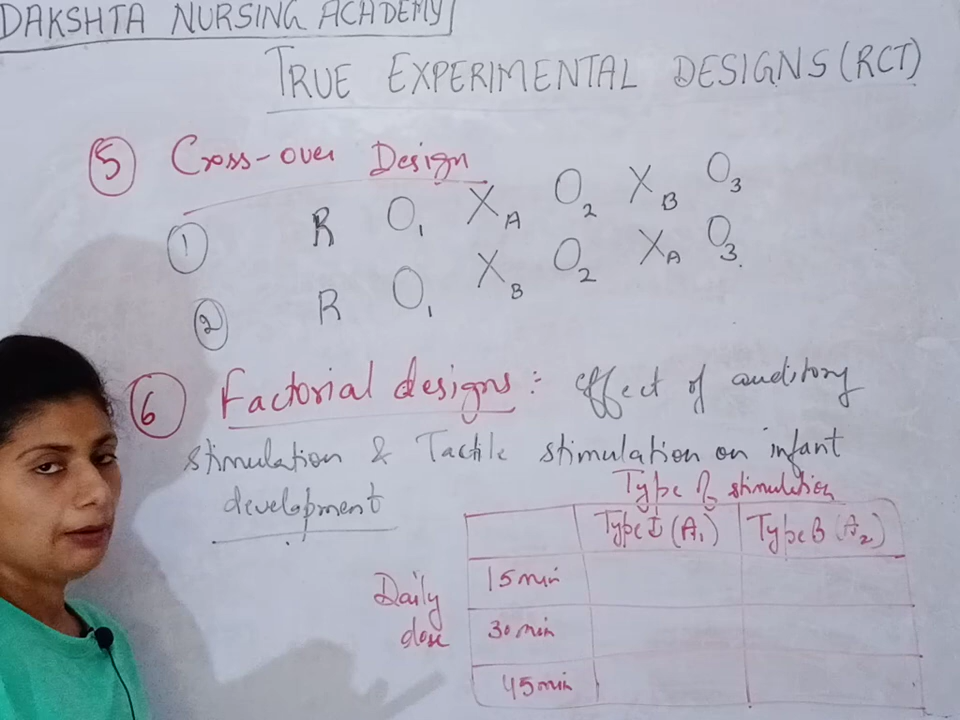 DAKSHTA NURSING ACADEMY
TRUE EXPERIMENTAL DESIGNS (RCT)
5 Cross-over Design
1 R O1 XA O2 XB O3
2 R O1 XB O2 XA O3
6 Factorial designs: effect of auditory
stimulation & Tactile stimulation on infant
development
Type of stimulation
Type I (A1) Type B (A2)
Daily dose
15 min
30 min
45 min